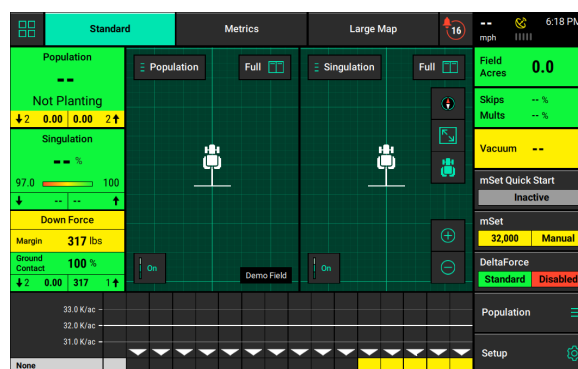 Standard
Metrics
Large Map
16
--
mph
6:18 PM
Population
--
Not Planting
2 0.00 0.00 2
Singulation
-- %
97.0 100
-- --
Down Force
Margin 317 lbs
Ground Contact 100 %
2 0.00 317 1
Population
Full
On
Demo Field
Singulation
Full
On
Field Acres 0.0
Skips -- %
Mults -- %
Vacuum --
mSet Quick Start
Inactive
mSet
32,000 Manual
DeltaForce
Standard Disabled
Population
Setup
33.0 K/ac
32.0 K/ac
31.0 K/ac
None